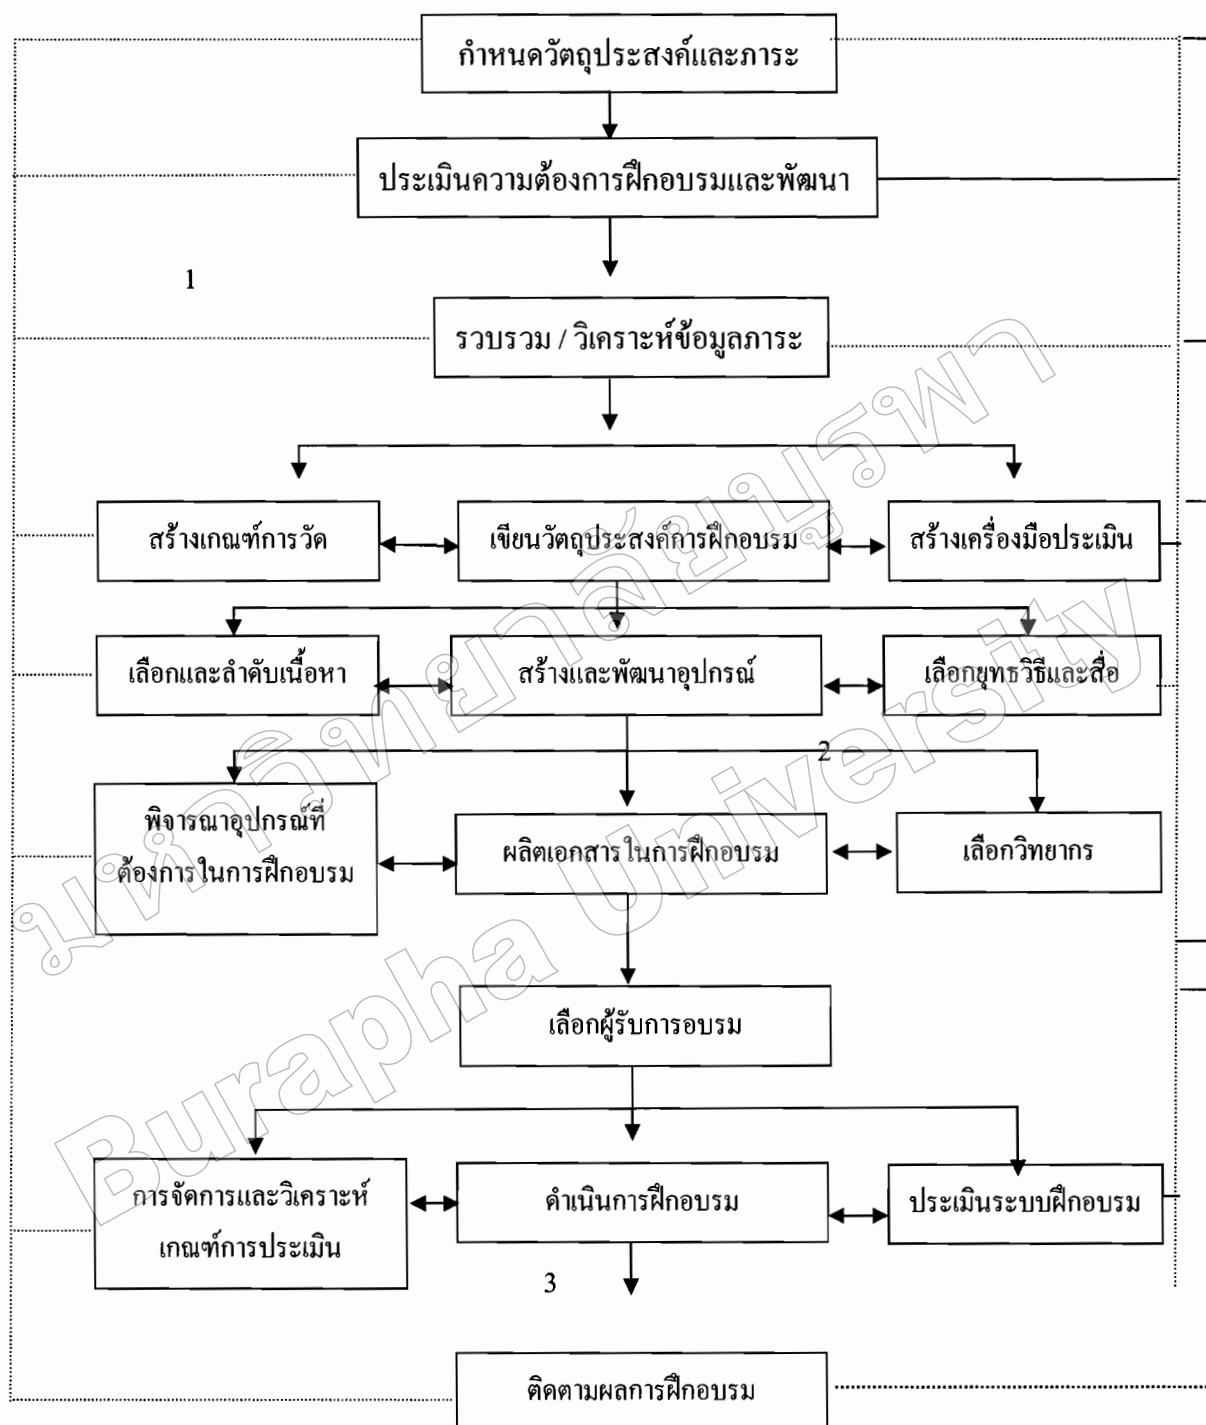 กำหนดวัตถุประสงค์และภาระ
ประเมินความต้องการฝึกอบรมและพัฒนา
1
รวบรวม / วิเคราะห์ข้อมูลภาระ
สร้างเกณฑ์การวัด
เขียนวัตถุประสงค์การฝึกอบรม
สร้างเครื่องมือประเมิน
เลือกและลำดับเนื้อหา
สร้างและพัฒนาอุปกรณ์
เลือกยุทธวิธีและสื่อ
2
พิจารณาอุปกรณ์ที่
ต้องการในการฝึกอบรม
ผลิตเอกสารในการฝึกอบรม
เลือกวิทยากร
เลือกผู้รับการอบรม
การจัดการและวิเคราะห์
เกณฑ์การประเมิน
ดำเนินการฝึกอบรม
ประเมินระบบฝึกอบรม
3
ติดตามผลการฝึกอบรม
มหาวิทยาลัยบูรพา
Burapha University